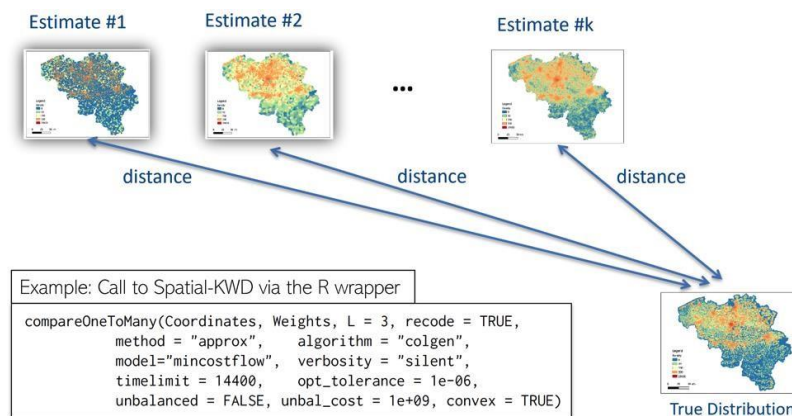 Estimate #1
Estimate #2
Estimate #k
...
distance
distance
distance
Example: Call to Spatial-KWD via the R wrapper
compareOneToMany(Coordinates, Weights, L = 3, recode = TRUE,
method = "approx", algorithm = "colgen",
model="mincostflow", verbosity = "silent",
timelimit = 14400, opt_tolerance = 1e-06,
unbalanced = FALSE, unbal_cost = 1e+09, convex = TRUE)
True Distribution